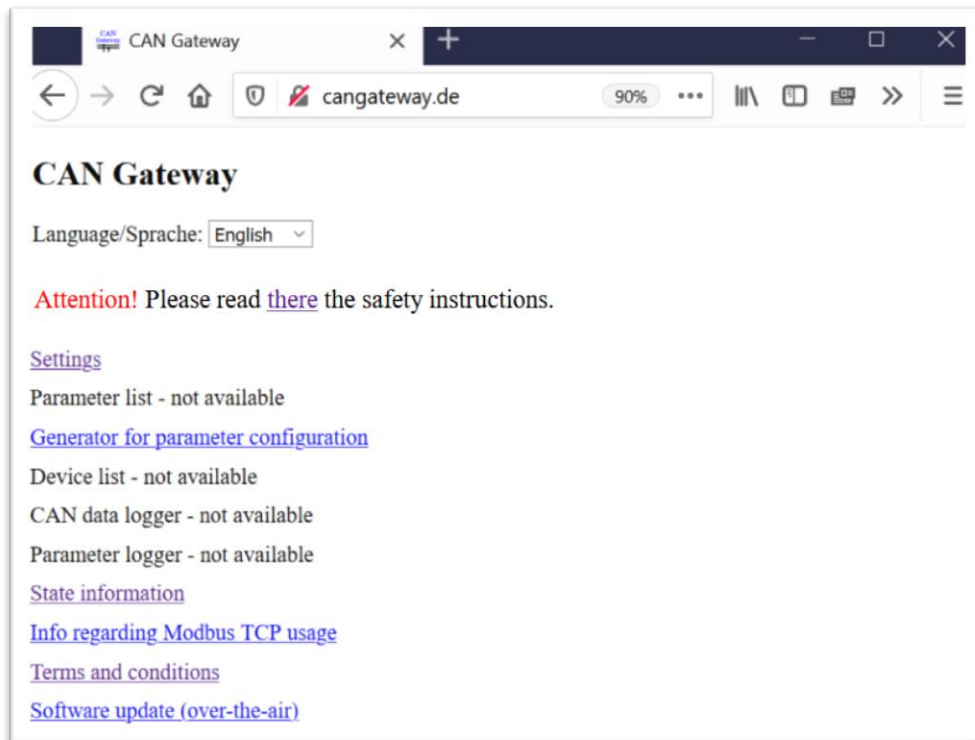 CAN Gateway
cangateway.de 90%
CAN Gateway
Language/Sprache: English
Attention! Please read there the safety instructions.
Settings
Parameter list - not available
Generator for parameter configuration
Device list - not available
CAN data logger - not available
Parameter logger - not available
State information
Info regarding Modbus TCP usage
Terms and conditions
Software update (over-the-air)